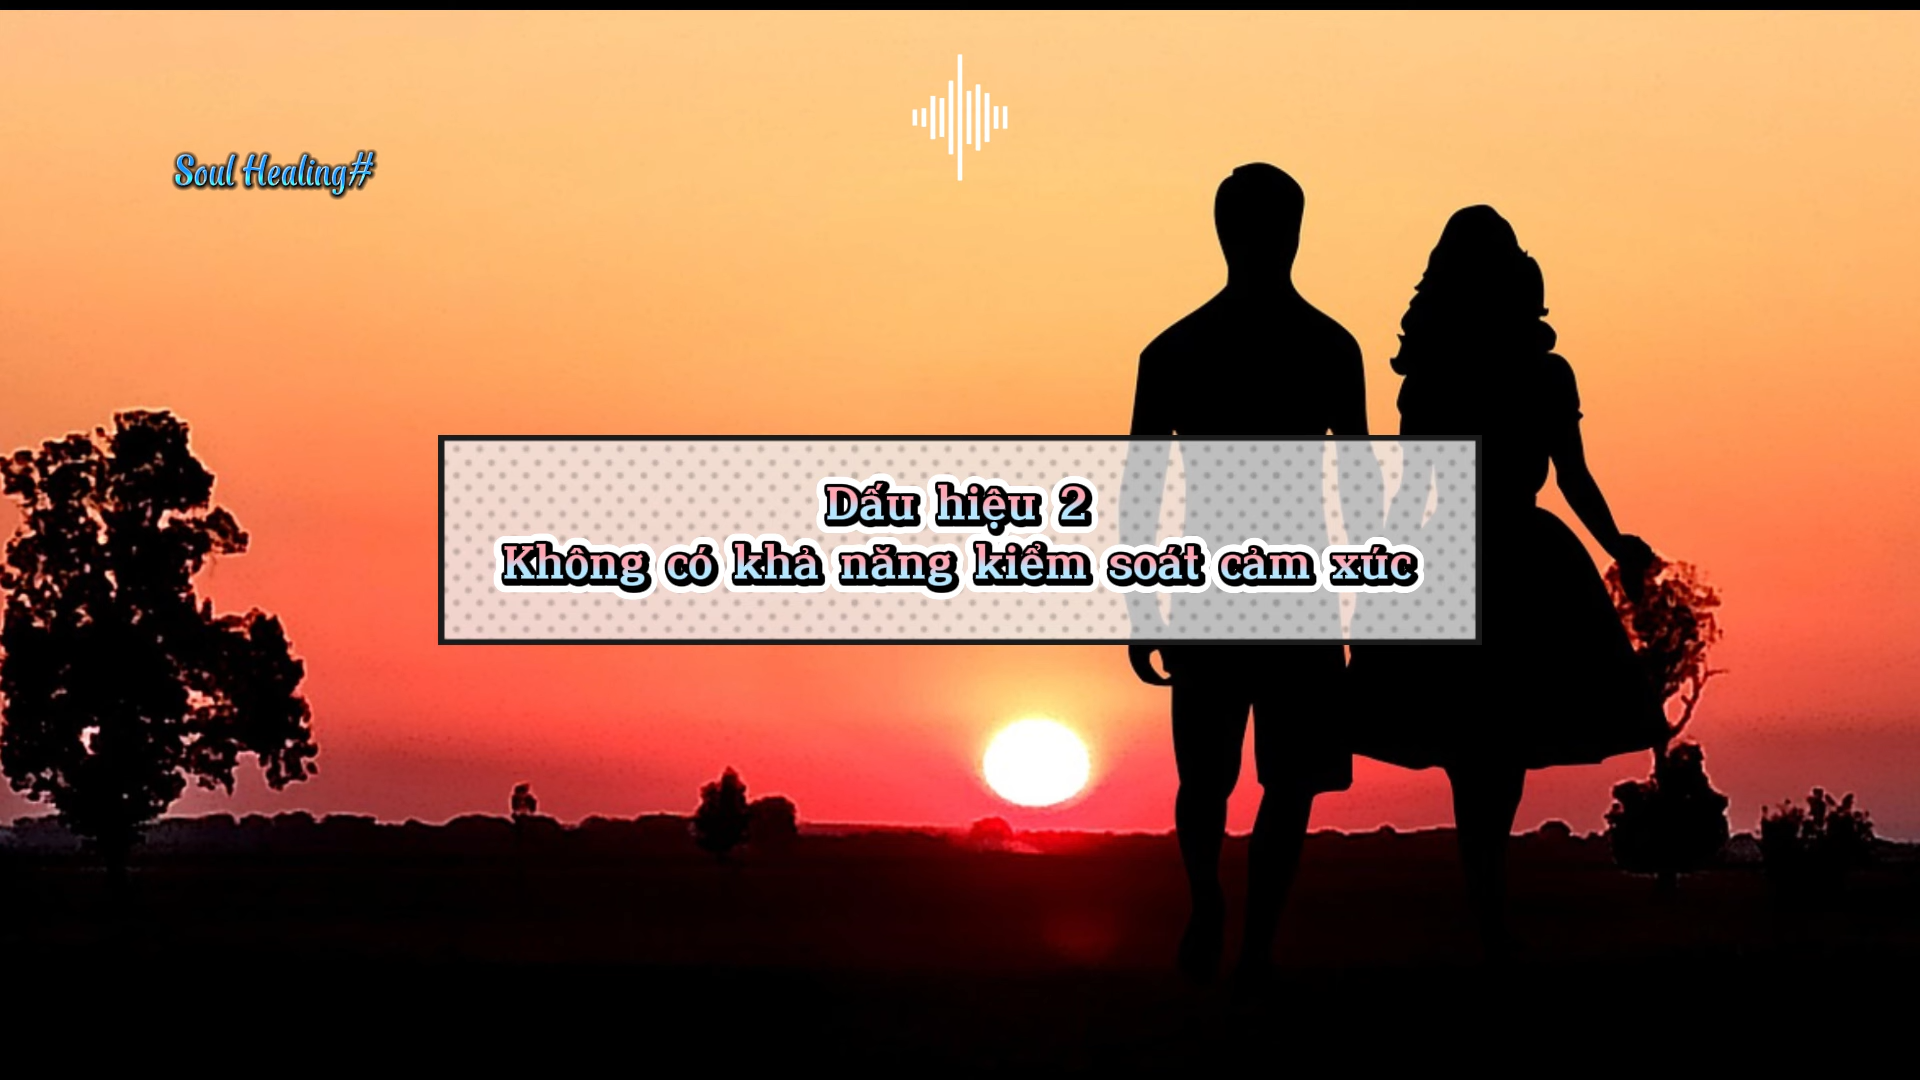 Soul Healing#
Dấu hiệu 2
Không có khả năng kiểm soát cảm xúc